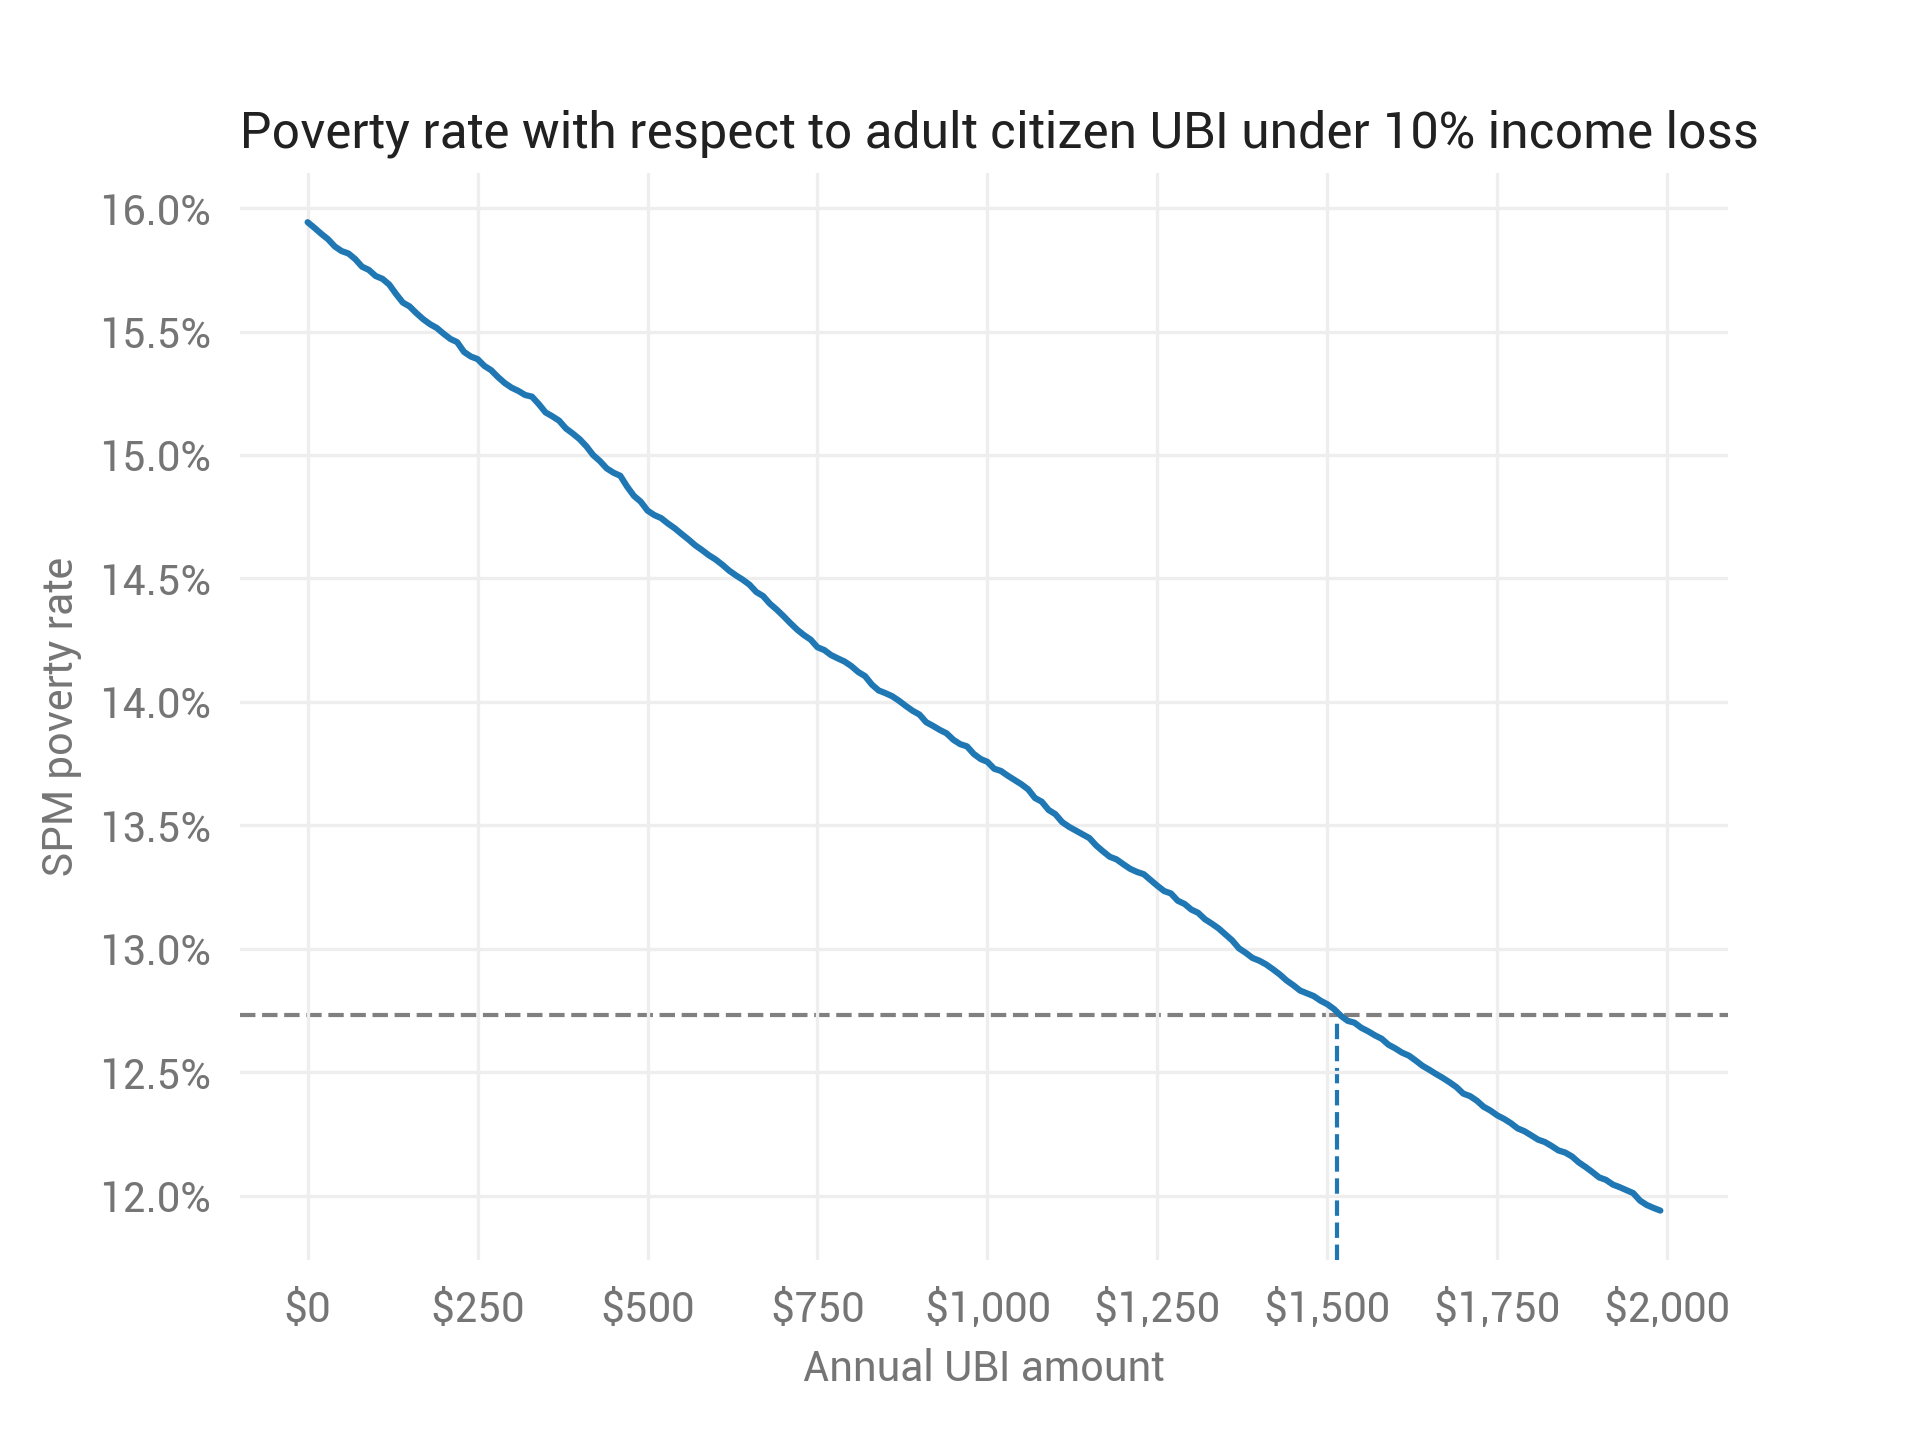 Poverty rate with respect to adult citizen UBI under 10% income loss
16.0%
15.5%
15.0%
14.5%
14.0%
13.5%
13.0%
12.5%
12.0%
SPM poverty rate
$0 $250 $500 $750 $1,000 $1,250 $1,500 $1,750 $2,000
Annual UBI amount